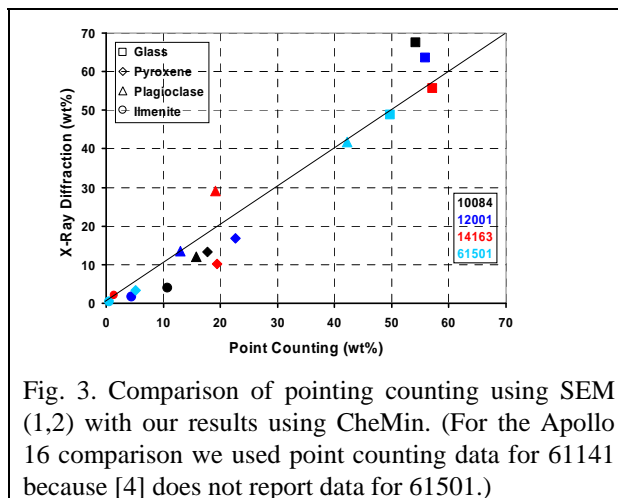 70
60
50
40
30
20
10
0
X-Ray Diffraction (wt%)
Glass
Pyroxene
Plagioclase
Ilmenite
10084
12001
14163
61501
0 10 20 30 40 50 60 70
Point Counting (wt%)
Fig. 3. Comparison of pointing counting using SEM
(1,2) with our results using CheMin. (For the Apollo
16 comparison we used point counting data for 61141
because [4] does not report data for 61501.)